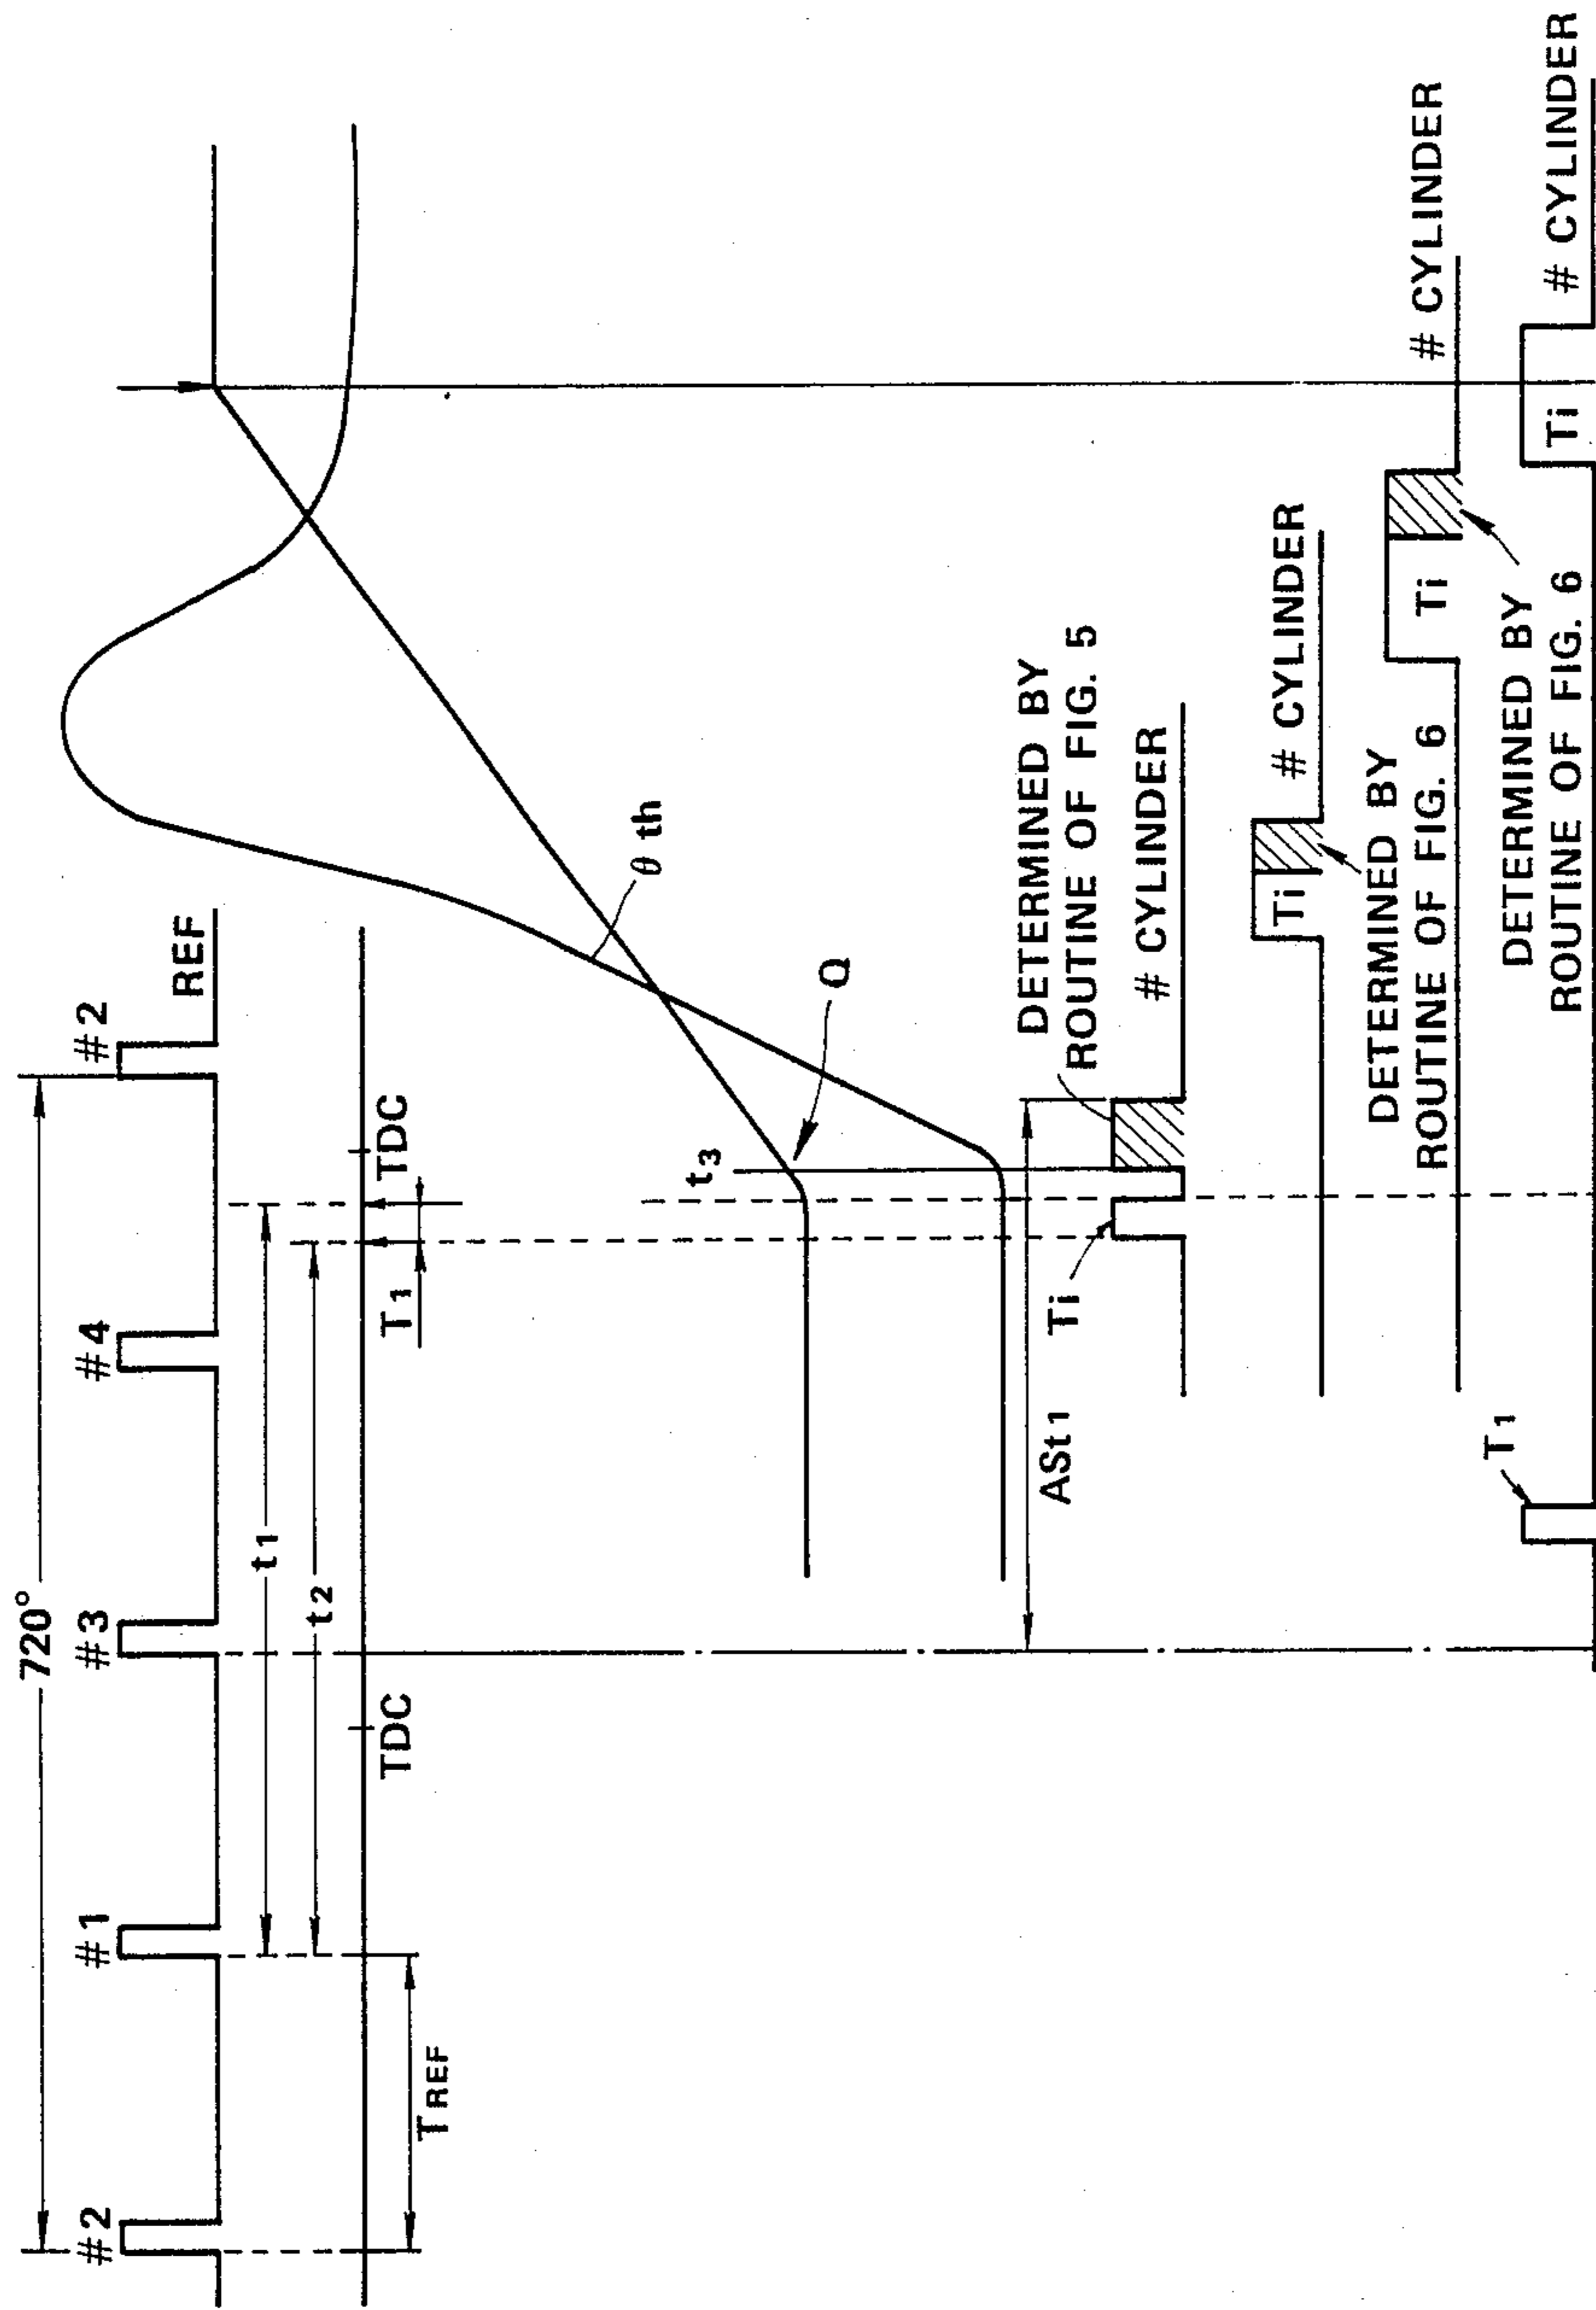 720°
#2
#1
#3
#4
#2
REF
t1
t2
TREF
TDC
T1
TDC
θ th
t3
Q
ASt1
Ti
DETERMINED BY
ROUTINE OF FIG. 5
# CYLINDER
Ti
# CYLINDER
DETERMINED BY
ROUTINE OF FIG. 6
Ti
# CYLINDER
DETERMINED BY
ROUTINE OF FIG. 6
T1
Ti
# CYLINDER